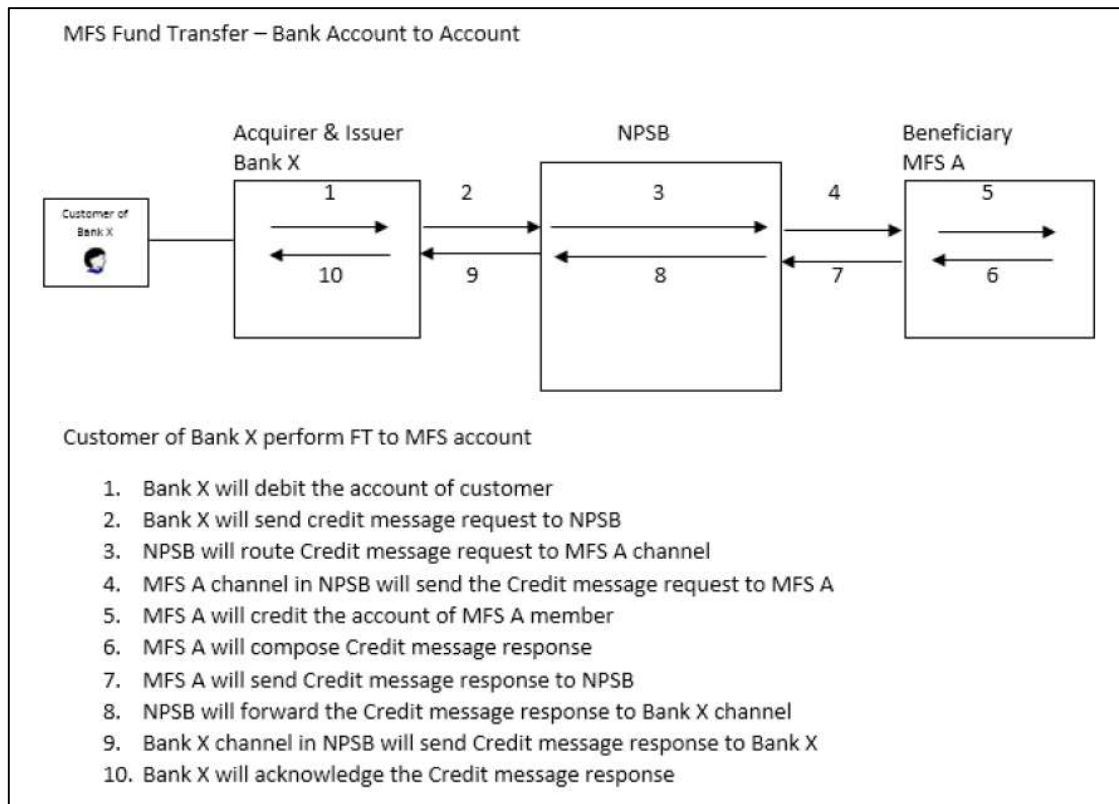 MFS Fund Transfer – Bank Account to Account
Acquirer & Issuer
Bank X
NPSB
Beneficiary
MFS A
Customer of
Bank X
1
2
3
4
5
10
9
8
7
6
Customer of Bank X perform FT to MFS account
1. Bank X will debit the account of customer
2. Bank X will send credit message request to NPSB
3. NPSB will route Credit message request to MFS A channel
4. MFS A channel in NPSB will send the Credit message request to MFS A
5. MFS A will credit the account of MFS A member
6. MFS A will compose Credit message response
7. MFS A will send Credit message response to NPSB
8. NPSB will forward the Credit message response to Bank X channel
9. Bank X channel in NPSB will send Credit message response to Bank X
10. Bank X will acknowledge the Credit message response